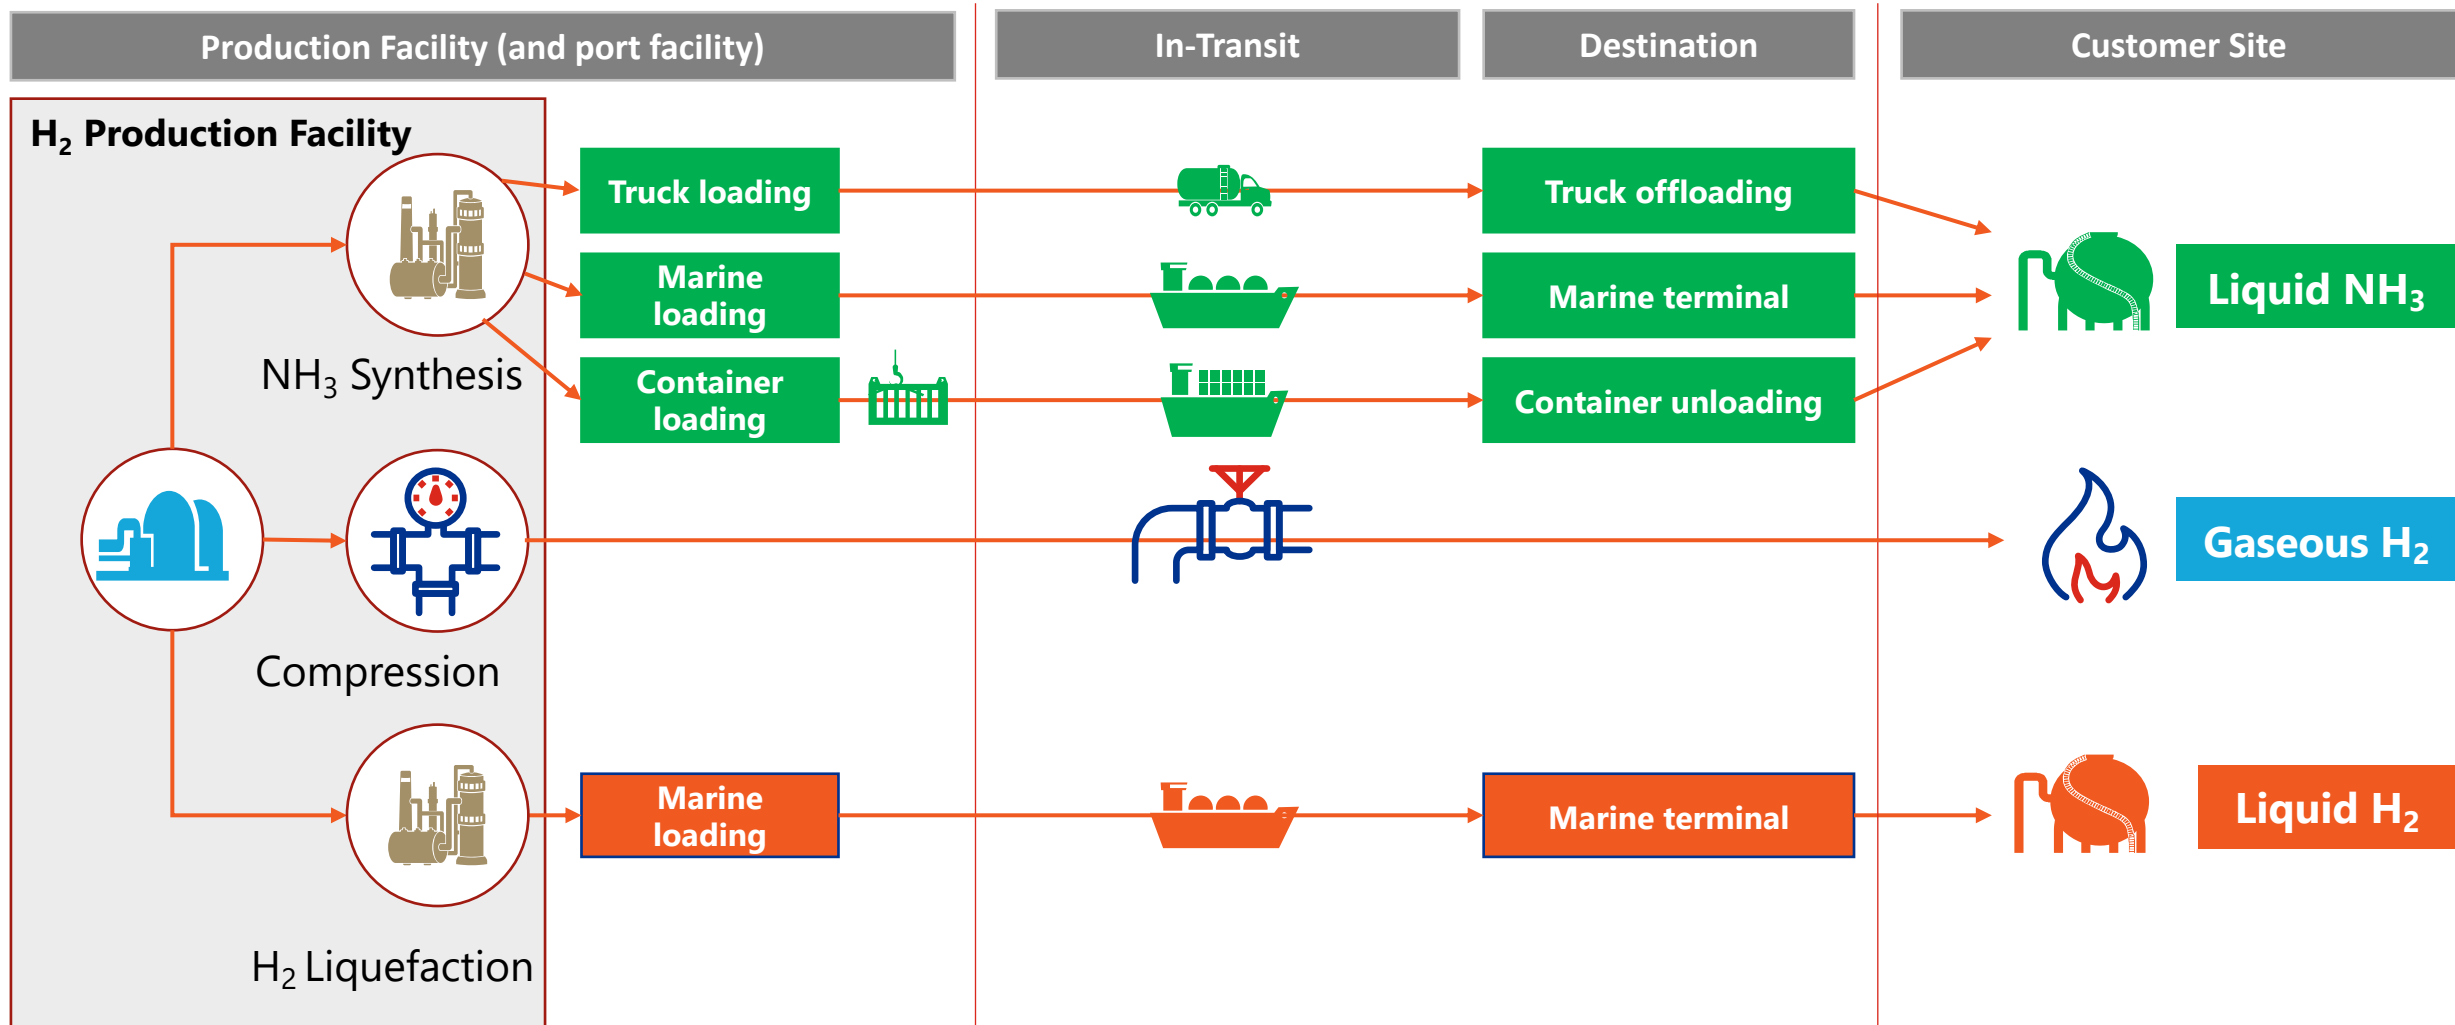 Production Facility (and port facility)
In-Transit
Destination
Customer Site
H₂ Production Facility
Truck loading
Truck offloading
Marine
loading
Marine terminal
Liquid NH₃
NH₃ Synthesis
Container
loading
Container unloading
Gaseous H₂
Compression
Marine
loading
Marine terminal
Liquid H₂
H₂ Liquefaction